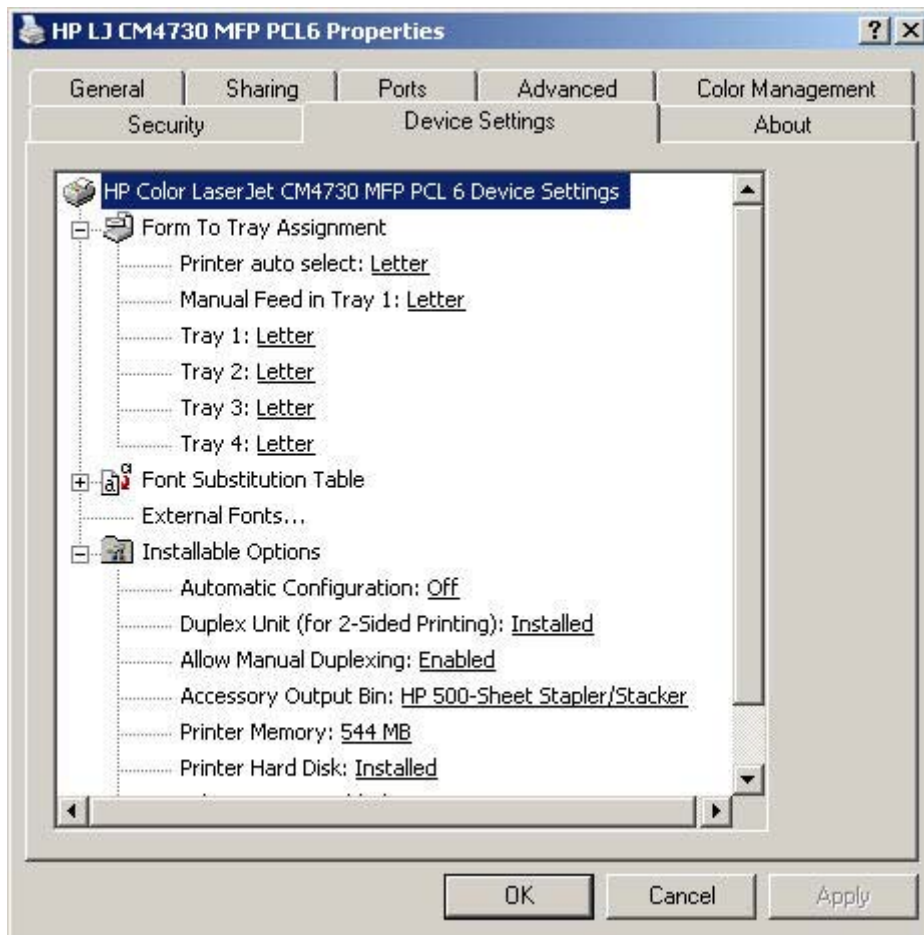 HP LJ CM4730 MFP PCL6 Properties
General Sharing Ports Advanced Color Management
Security Device Settings About
HP Color LaserJet CM4730 MFP PCL 6 Device Settings
Form To Tray Assignment
Printer auto select: Letter
Manual Feed in Tray 1: Letter
Tray 1: Letter
Tray 2: Letter
Tray 3: Letter
Tray 4: Letter
Font Substitution Table
External Fonts...
Installable Options
Automatic Configuration: Off
Duplex Unit (for 2-Sided Printing): Installed
Allow Manual Duplexing: Enabled
Accessory Output Bin: HP 500-Sheet Stapler/Stacker
Printer Memory: 544 MB
Printer Hard Disk: Installed
OK Cancel Apply